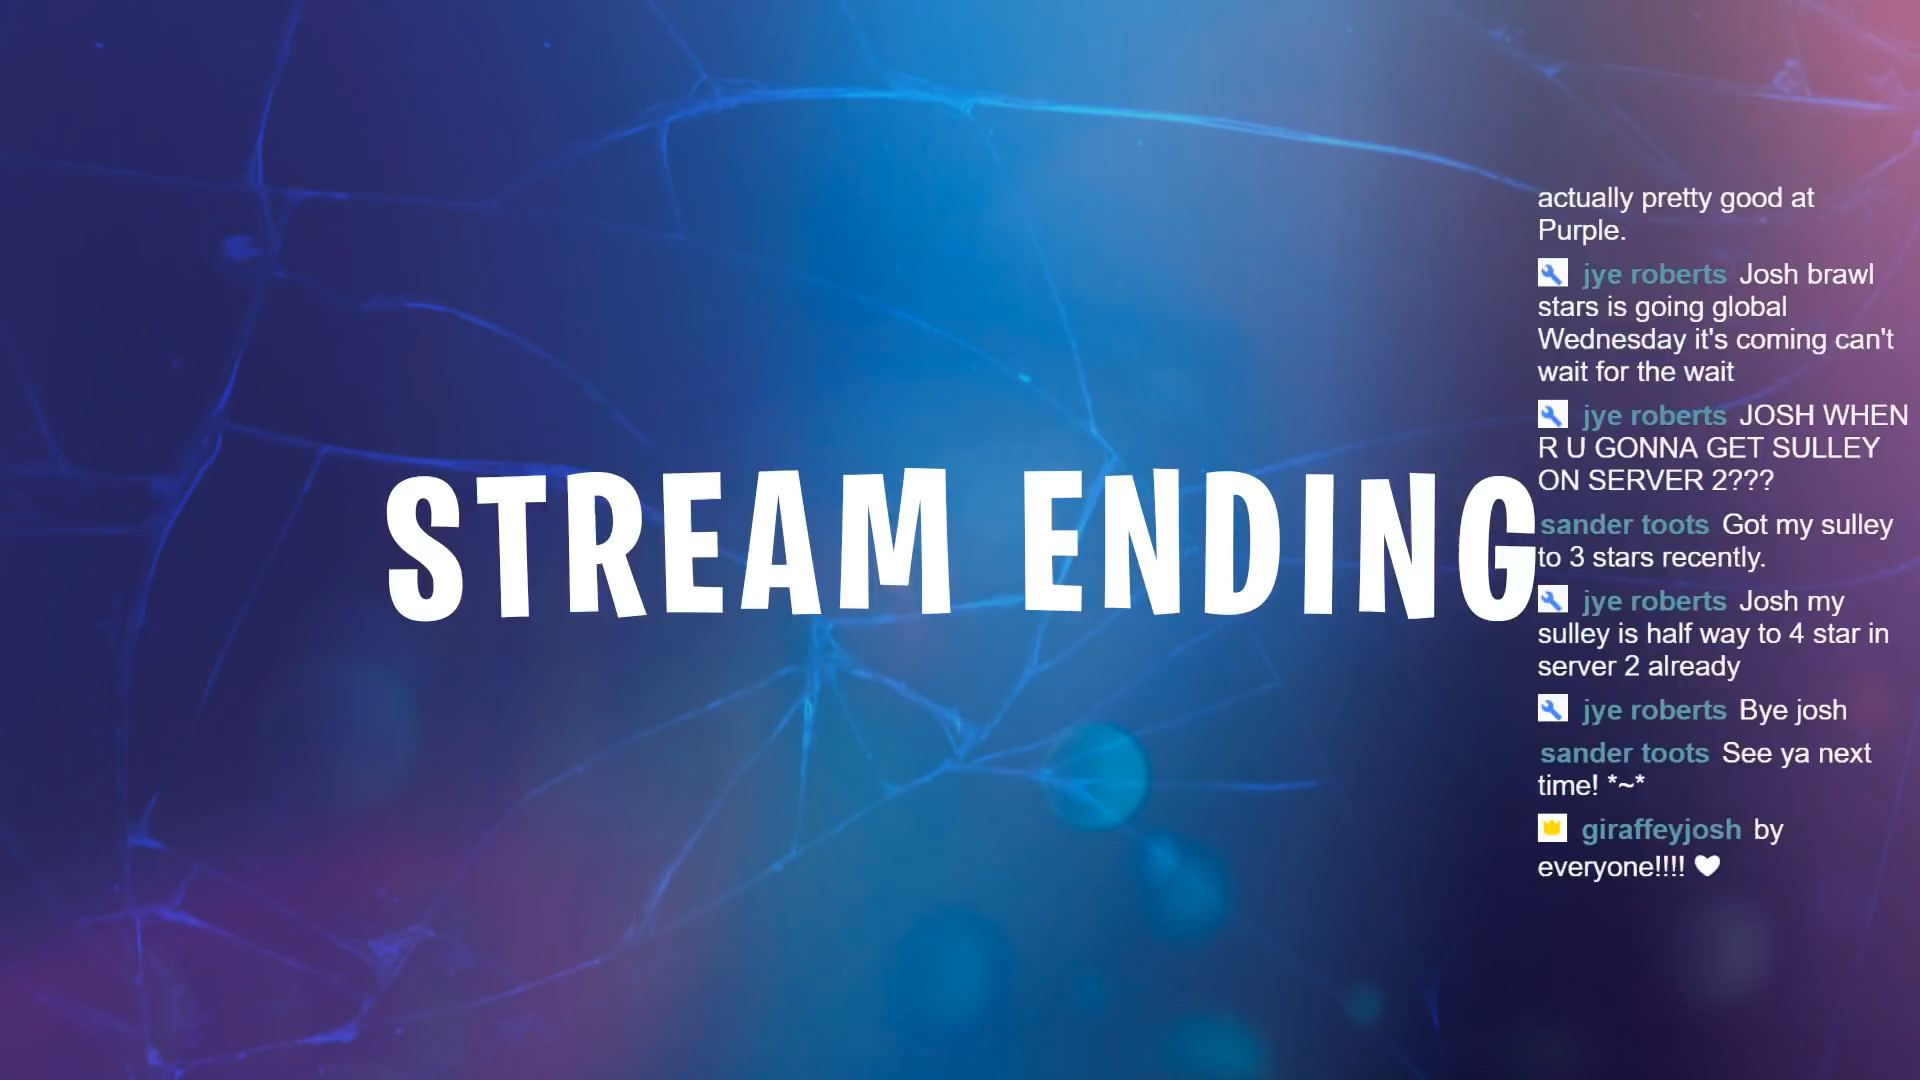 STREAM ENDING
actually pretty good at
Purple.
jye roberts Josh brawl
stars is going global
Wednesday it's coming can't
wait for the wait
jye roberts JOSH WHEN
R U GONNA GET SULLEY
ON SERVER 2???
sander toots Got my sulley
to 3 stars recently.
jye roberts Josh my
sulley is half way to 4 star in
server 2 already
jye roberts Bye josh
sander toots See ya next
time! *~*
giraffeyjosh by
everyone!!!! 🤍